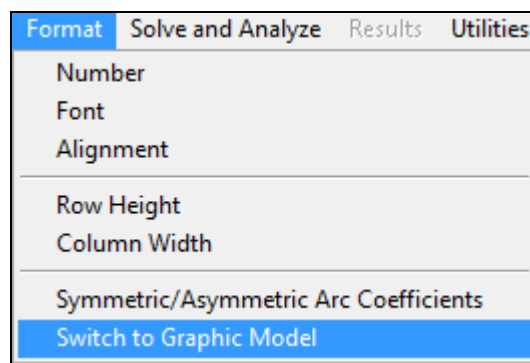 Format Solve and Analyze Results Utilities
Number
Font
Alignment
Row Height
Column Width
Symmetric/Asymmetric Arc Coefficients
Switch to Graphic Model